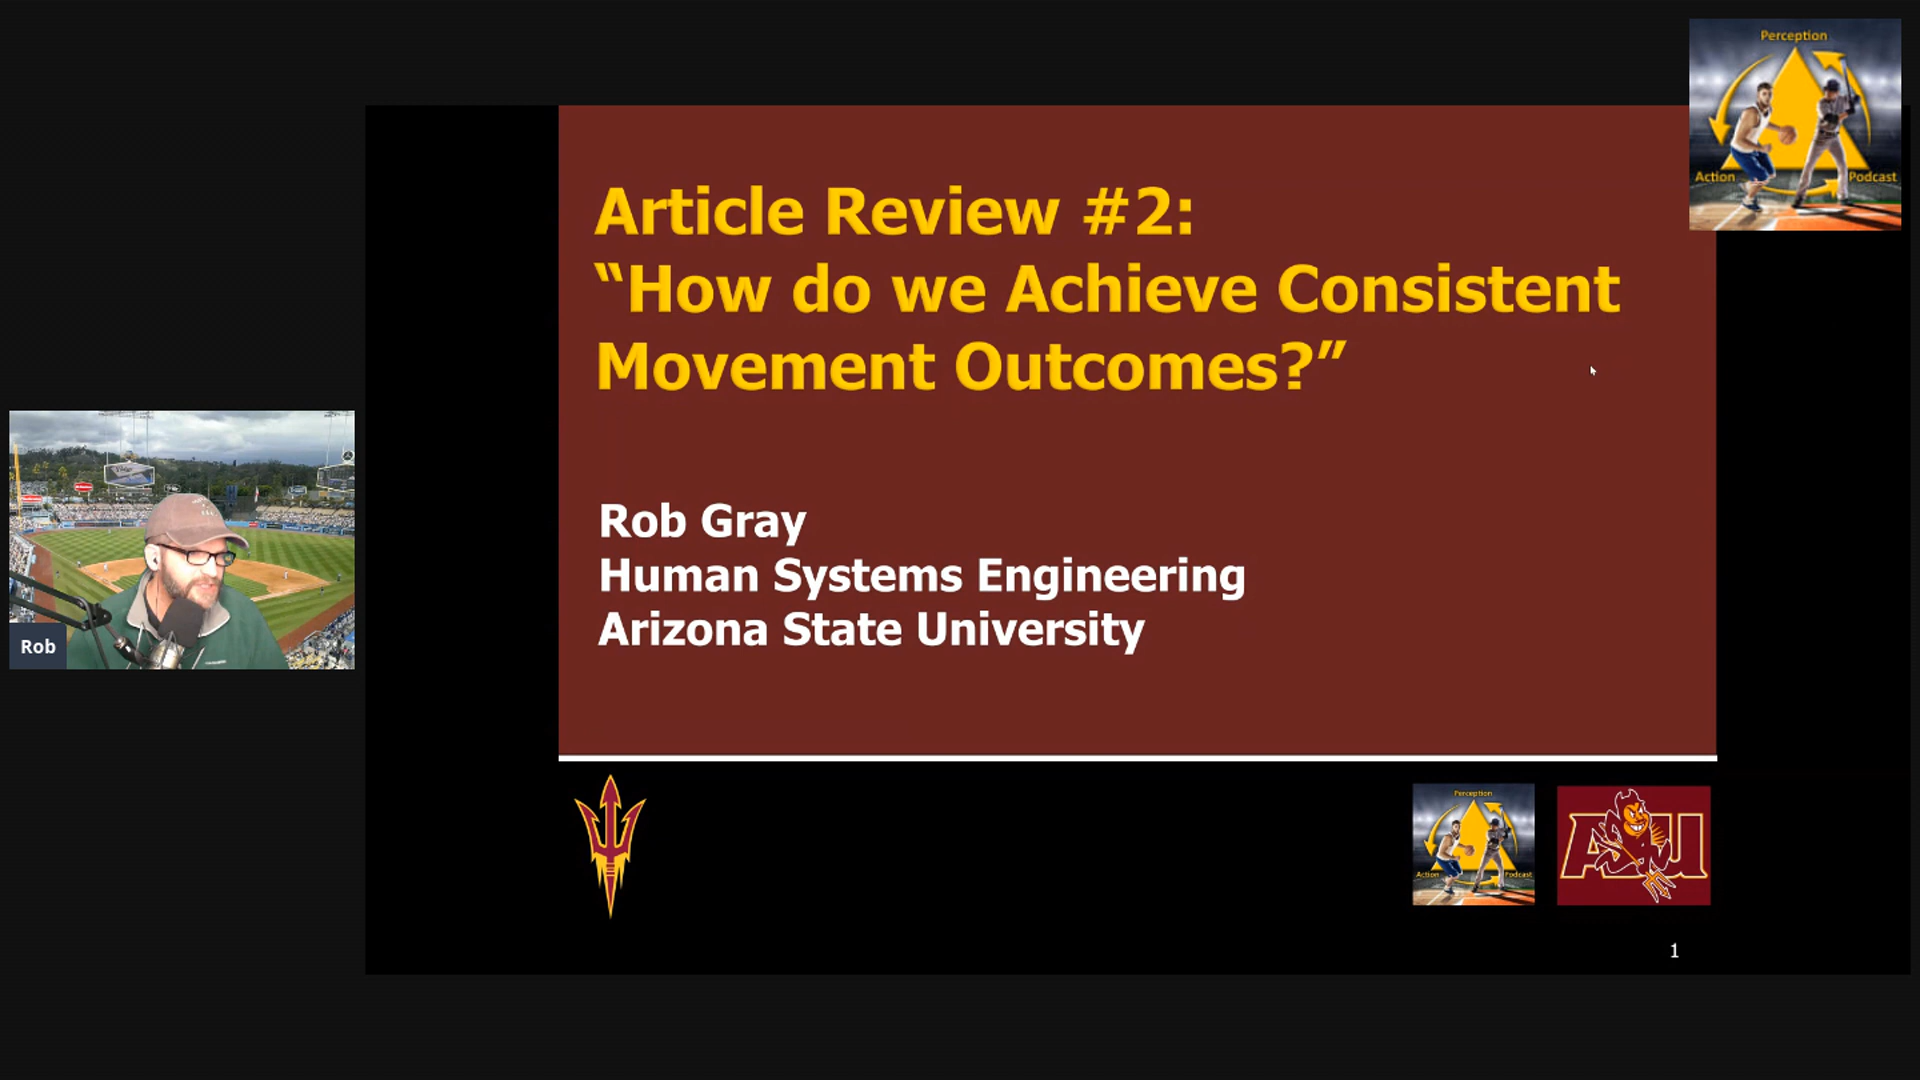 Perception
Action
Podcast
Article Review #2:
“How do we Achieve Consistent
Movement Outcomes?”
Rob Gray
Human Systems Engineering
Arizona State University
Rob
Perception
Action
Podcast
ASU
1